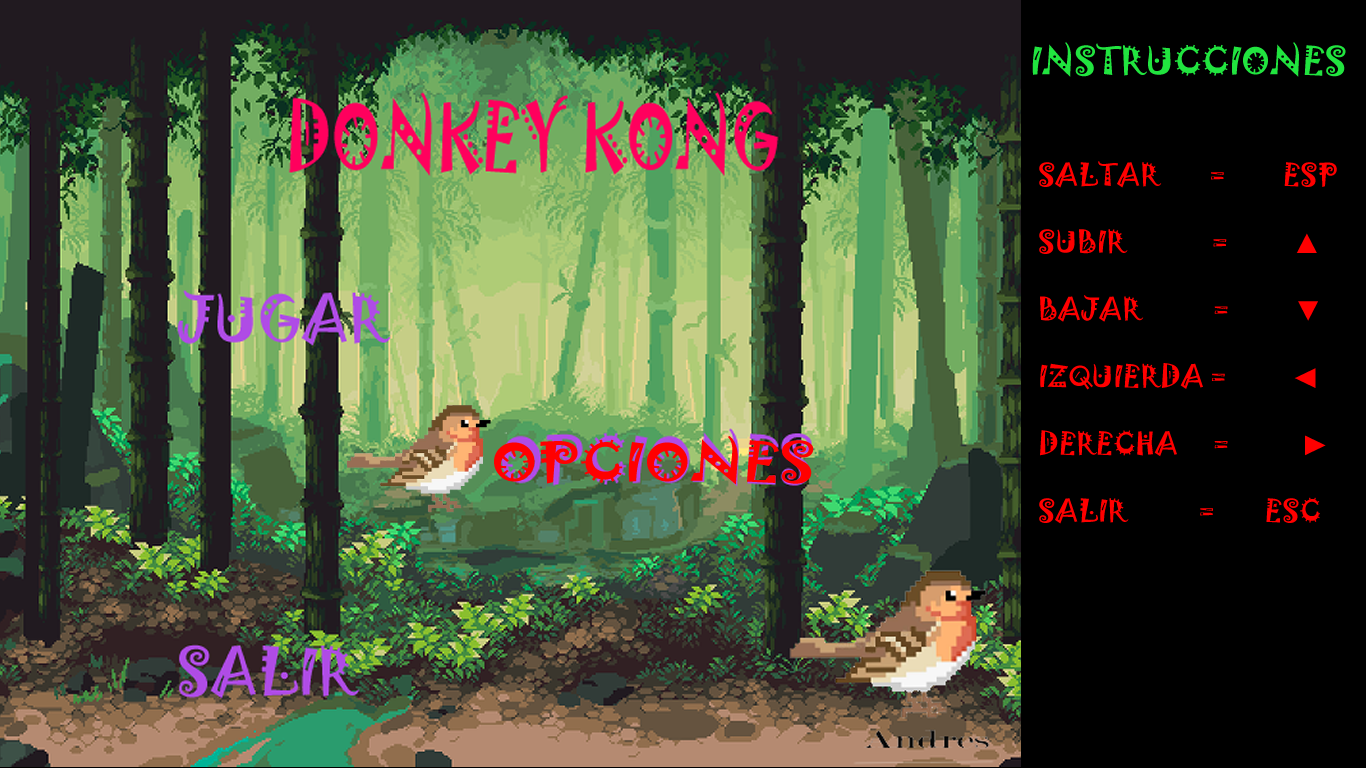 DONKEY KONG
JUGAR
OPCIONES
SALIR
Andres
INSTRUCCIONES
SALTAR = ESP
SUBIR = ▲
BAJAR = ▼
IZQUIERDA = ◄
DERECHA = ►
SALIR = ESC